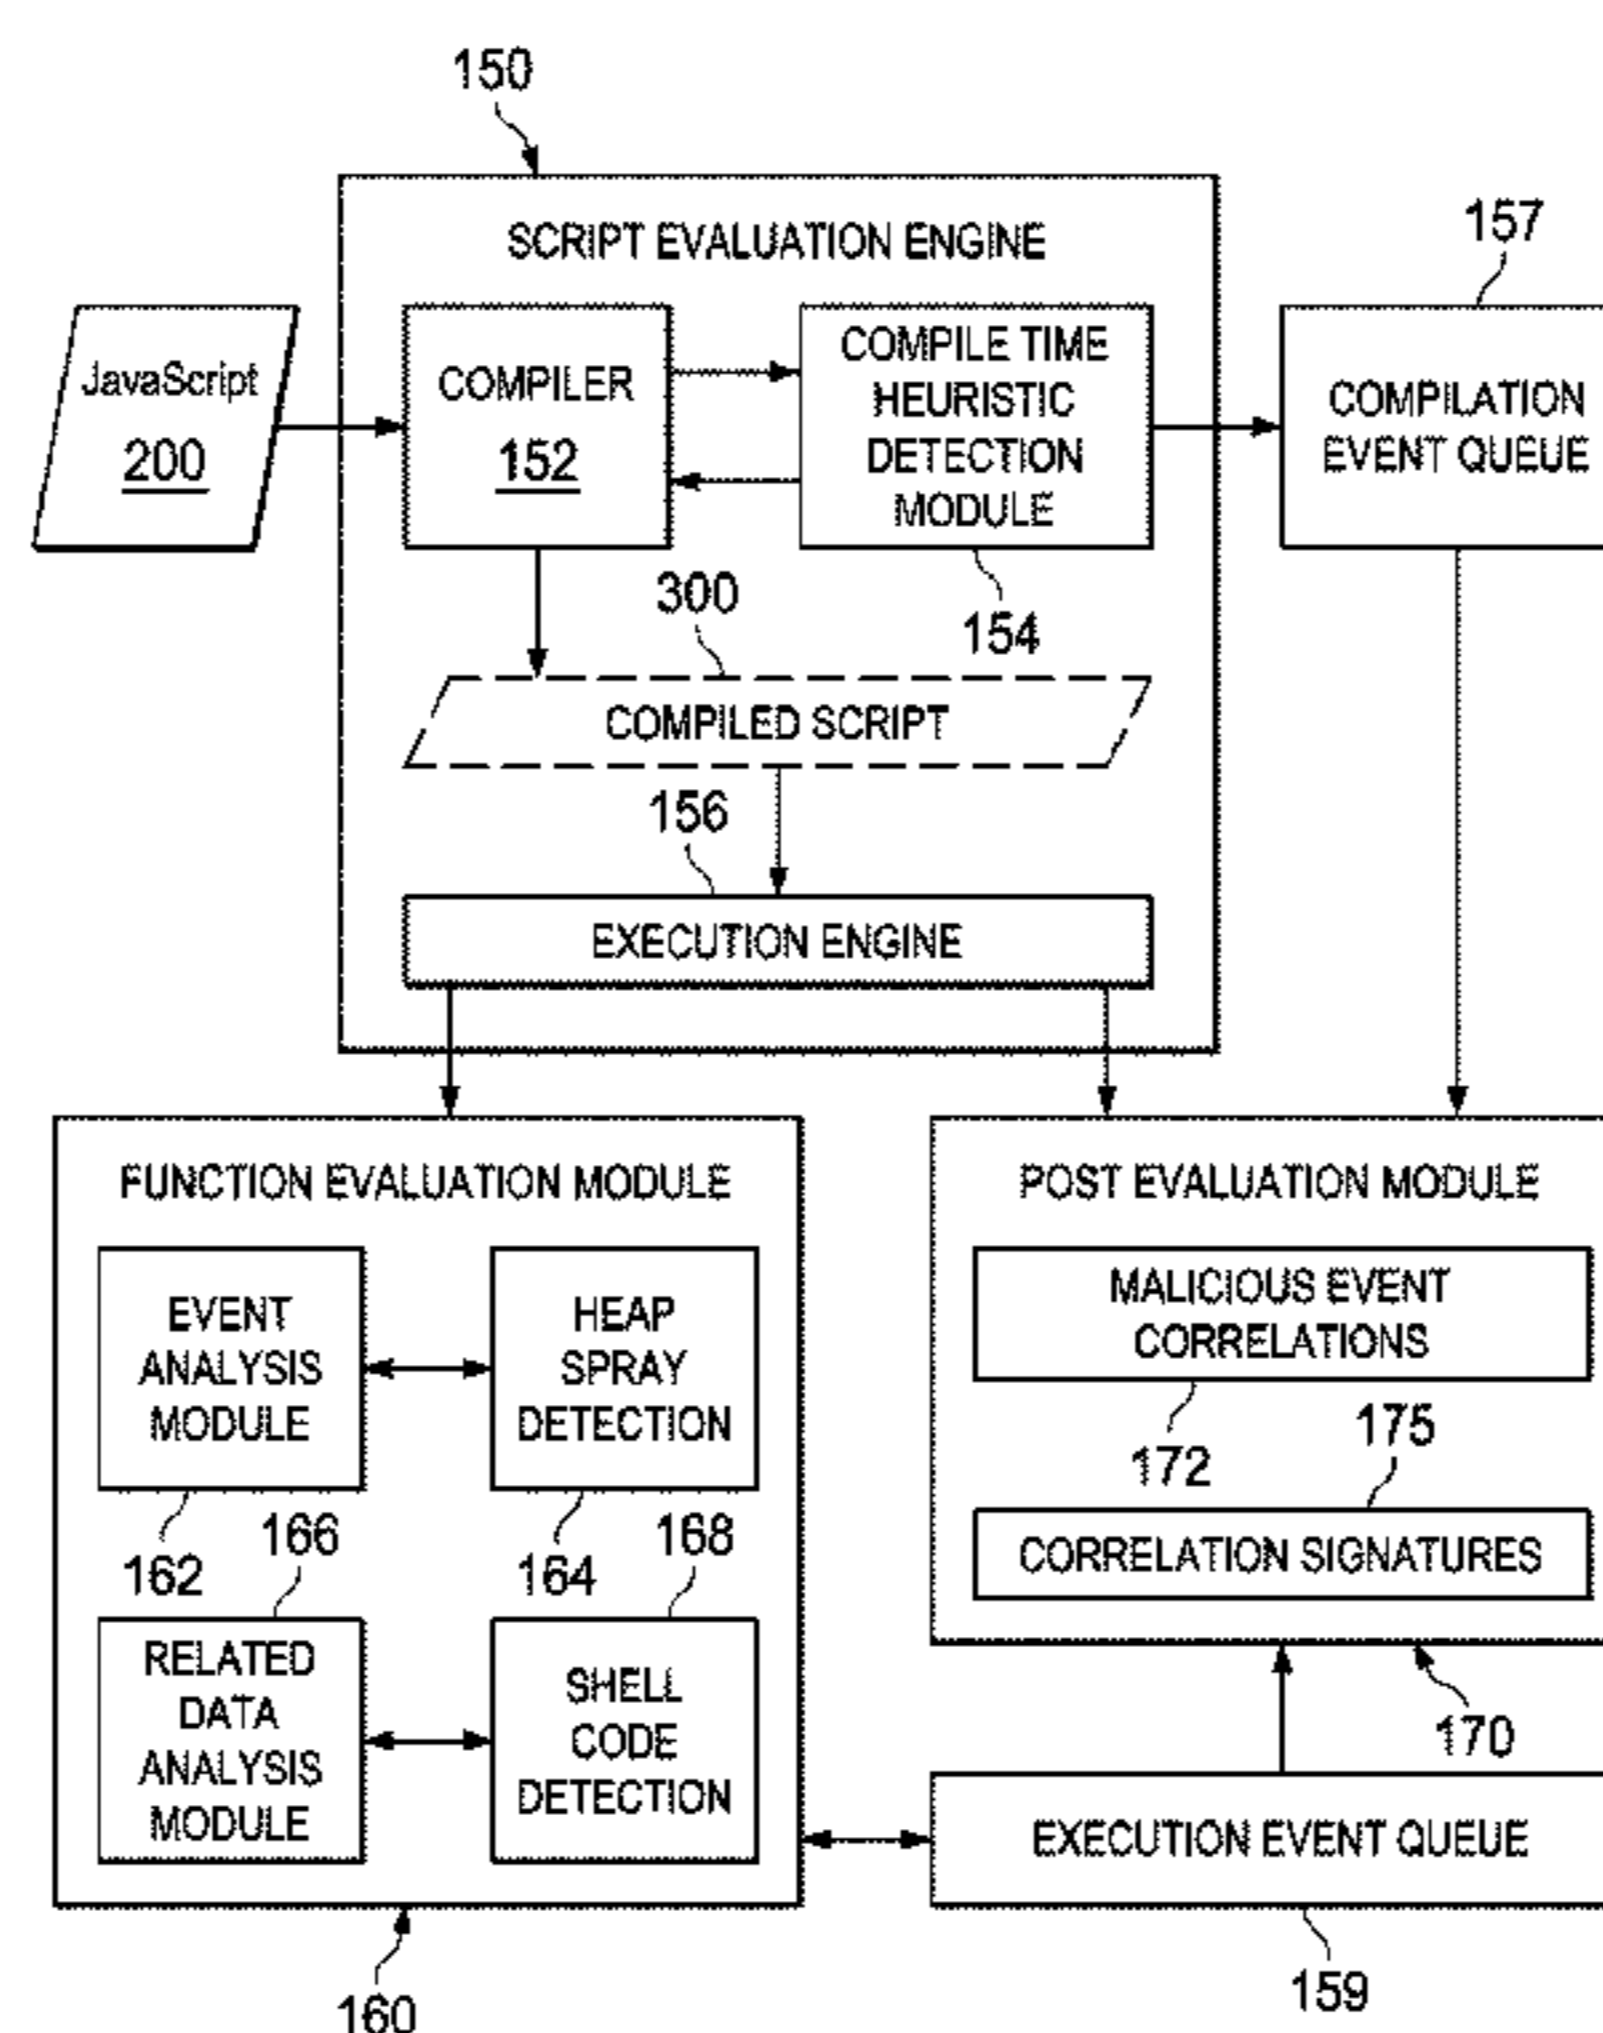 150
SCRIPT EVALUATION ENGINE
157
JavaScript
200
COMPILER
152
COMPILE TIME
HEURISTIC
DETECTION
MODULE
154
COMPILATION
EVENT QUEUE
300
COMPILED SCRIPT
156
EXECUTION ENGINE
FUNCTION EVALUATION MODULE
EVENT
ANALYSIS
MODULE
162
HEAP
SPRAY
DETECTION
164
166
RELATED
DATA
ANALYSIS
MODULE
168
SHELL
CODE
DETECTION
160
POST EVALUATION MODULE
MALICIOUS EVENT
CORRELATIONS
172
175
CORRELATION SIGNATURES
170
EXECUTION EVENT QUEUE
159